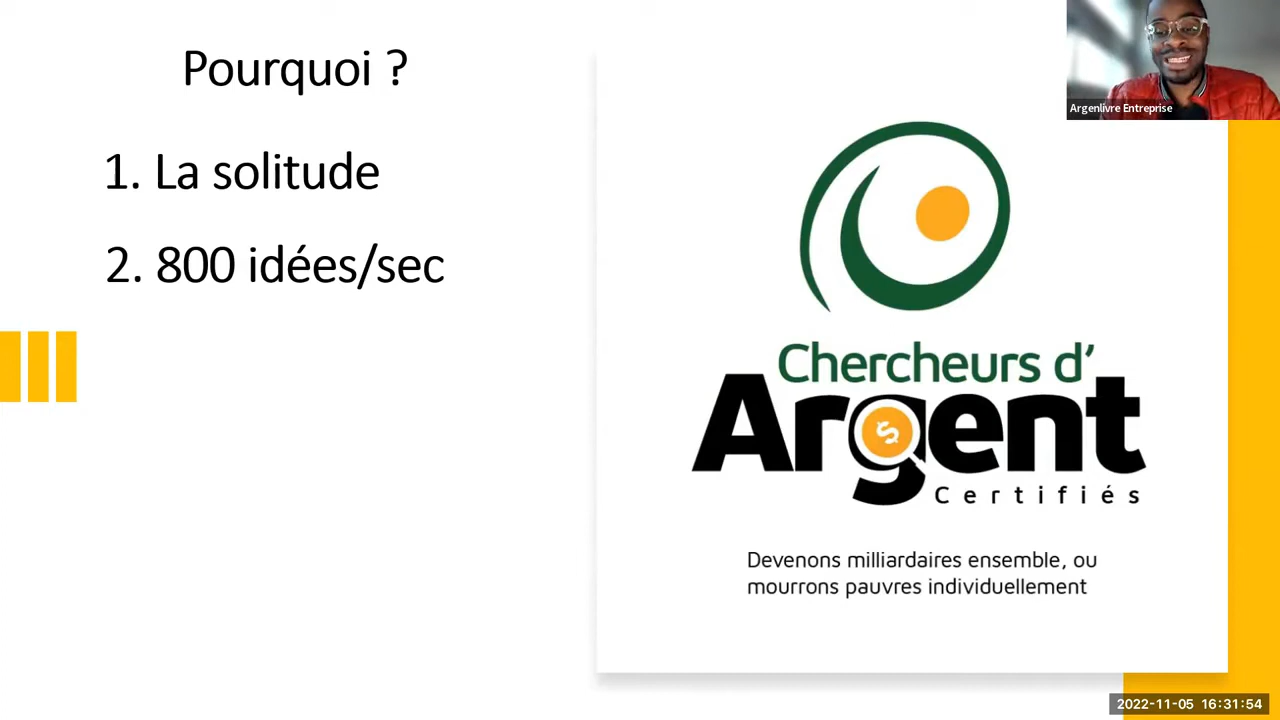 Pourquoi ?
1. La solitude
2. 800 idées/sec
Argenlivre Entreprise
Chercheurs d’
Argent
$
Certifiés
Devenons milliardaires ensemble, ou
mourrons pauvres individuellement
2022-11-05 16:31:54